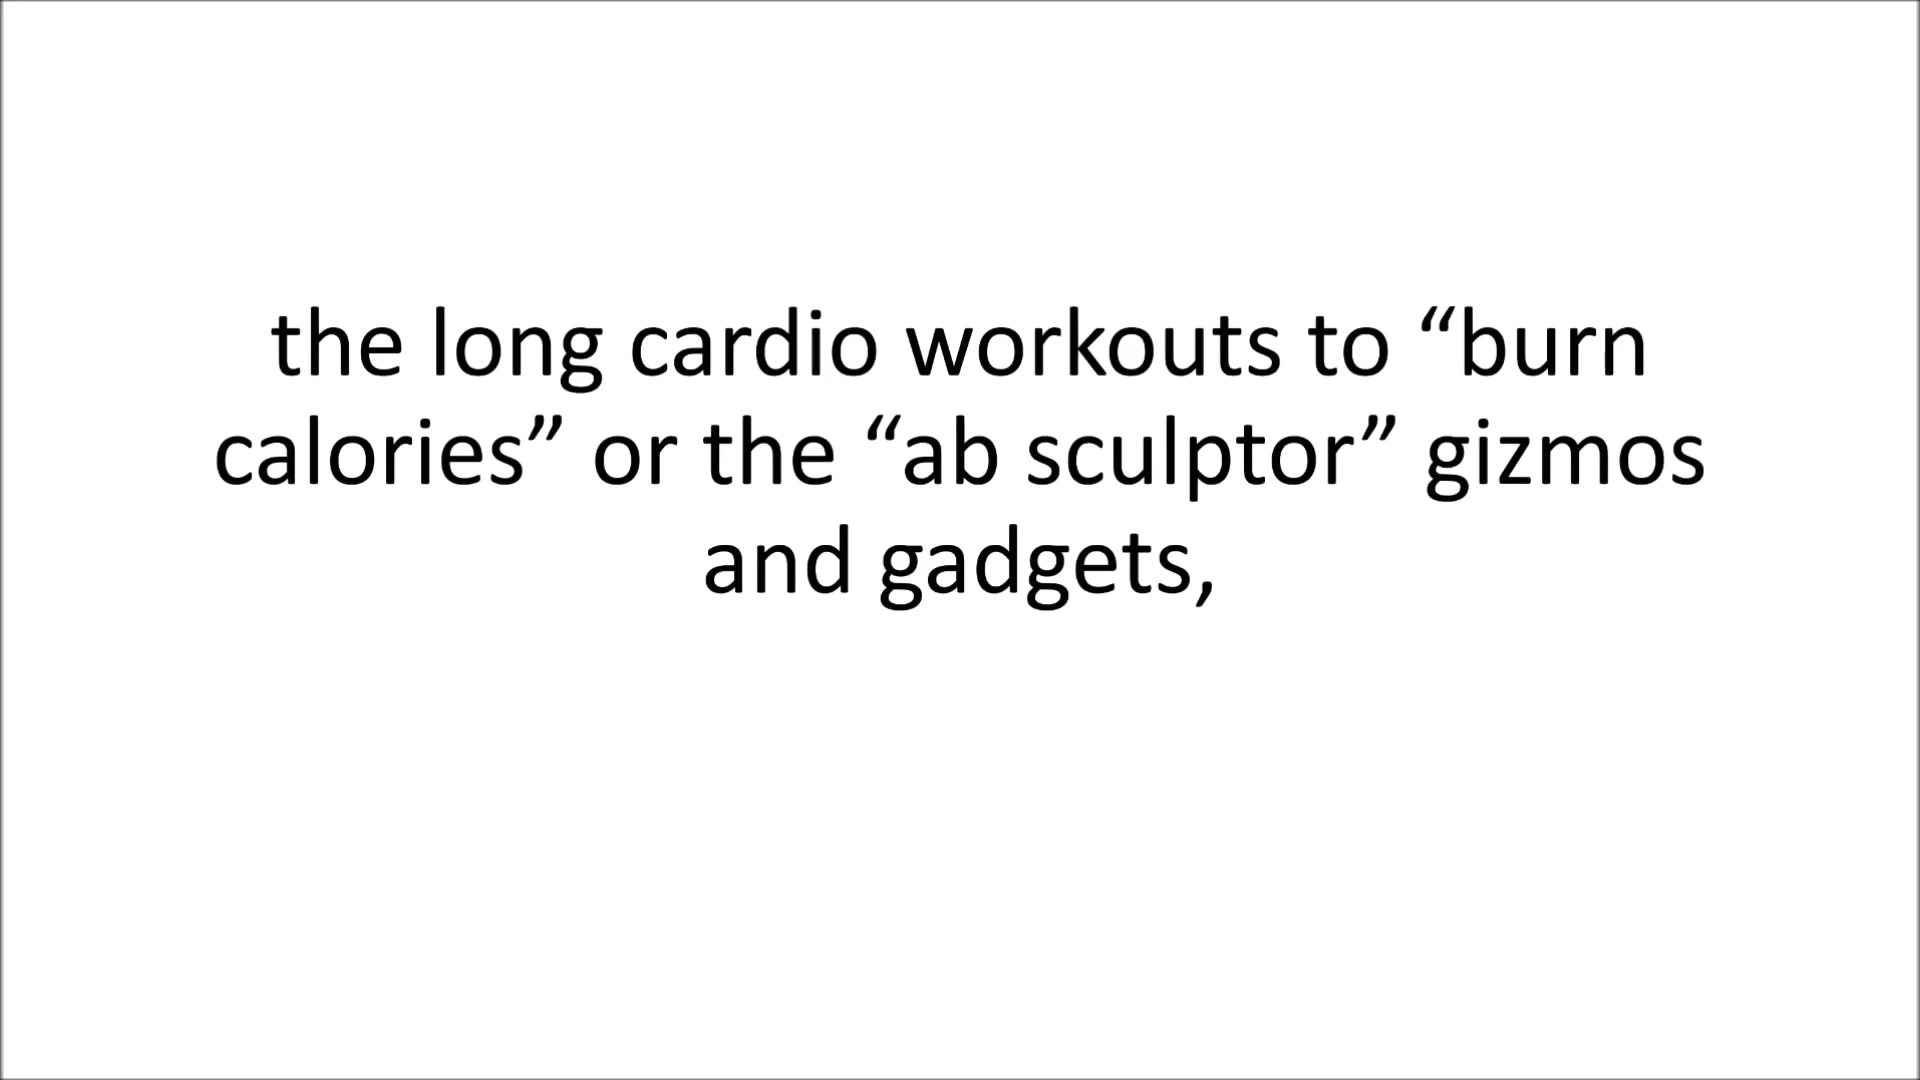 the long cardio workouts to “burn
calories” or the “ab sculptor” gizmos
and gadgets,